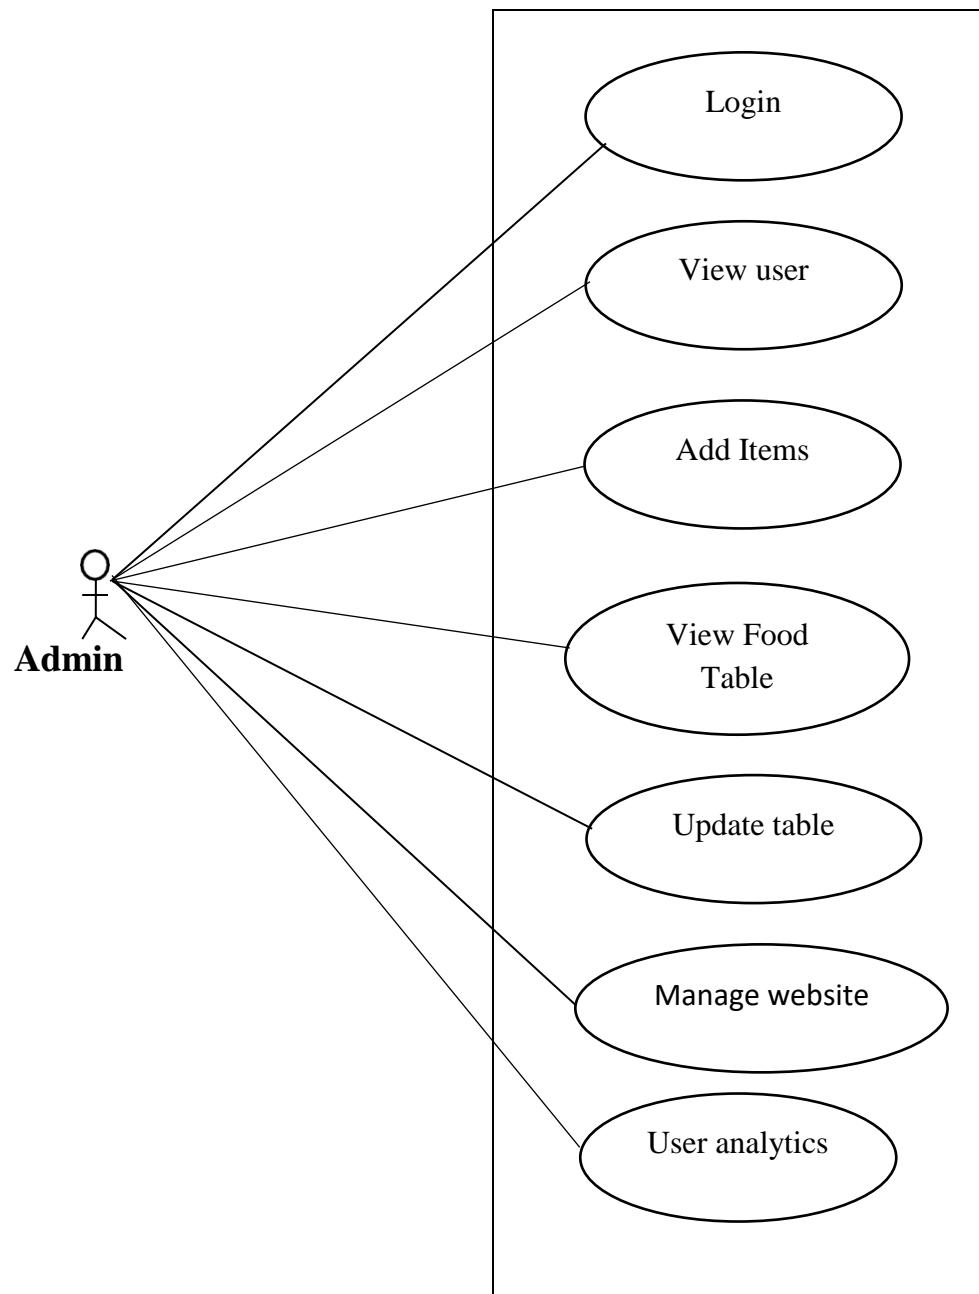 Login
View user
Add Items
View Food
Table
Admin
Update table
Manage website
User analytics